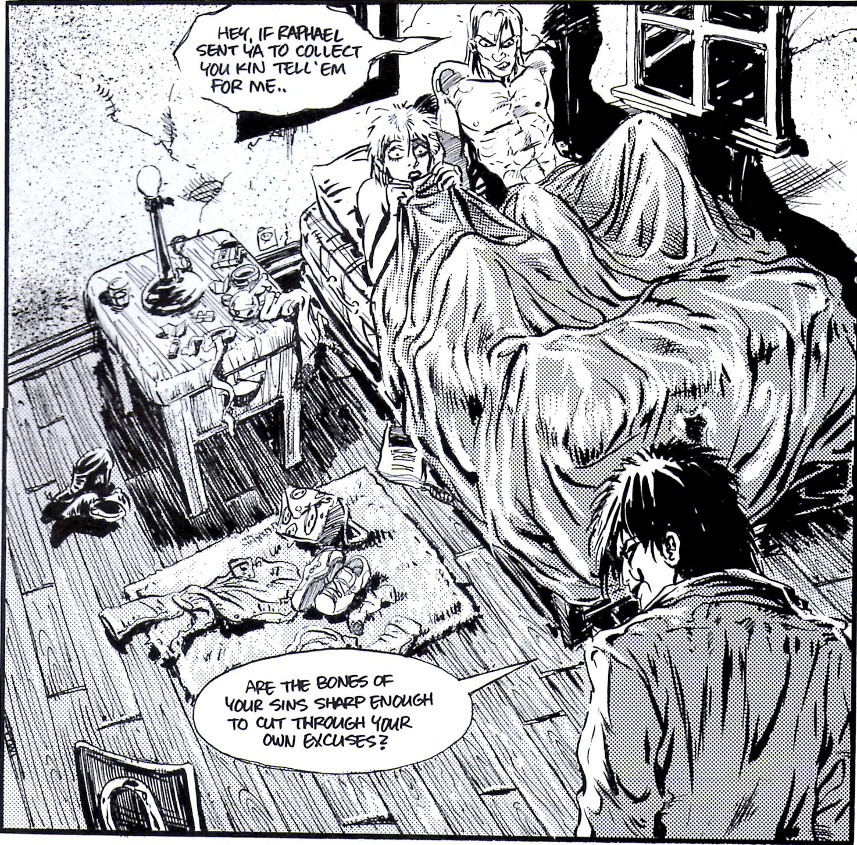 HEY, IF RAPHAEL
SENT YA TO COLLECT
YOU KIN TELL 'EM
FOR ME..
ARE THE BONES OF
YOUR SINS SHARP ENOUGH
TO CUT THROUGH YOUR
OWN EXCUSES?